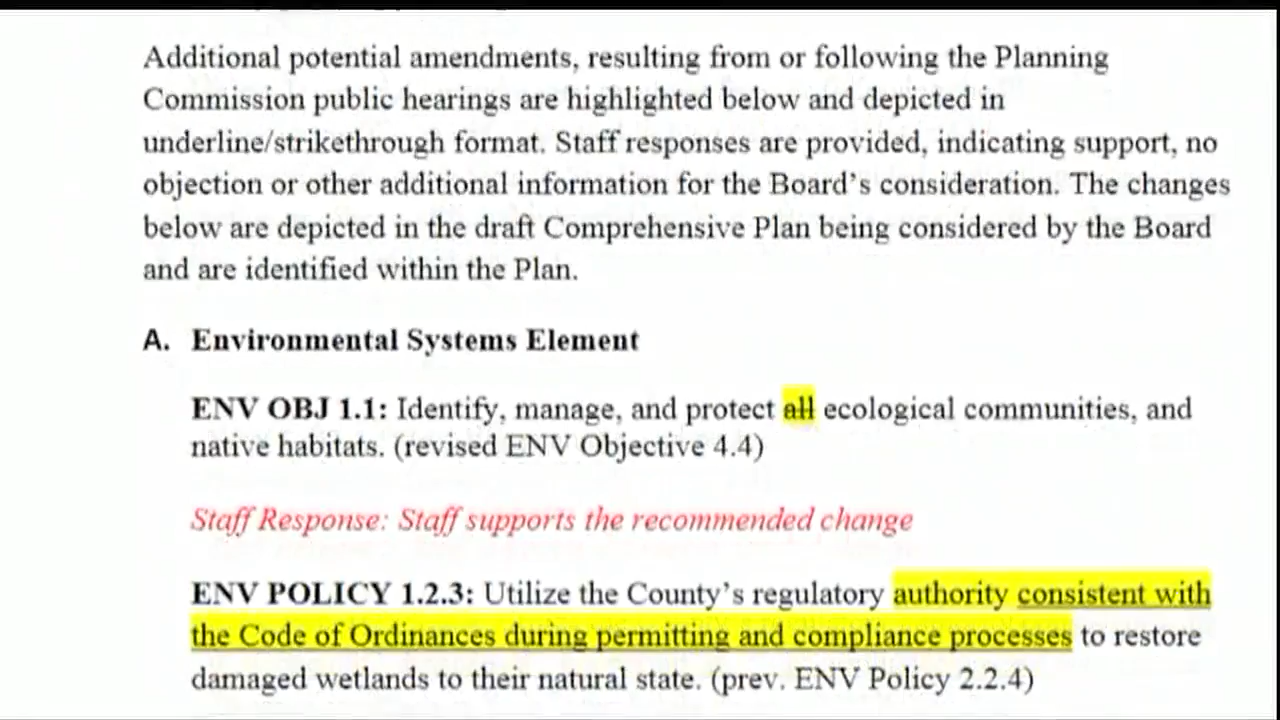 Additional potential amendments, resulting from or following the Planning
Commission public hearings are highlighted below and depicted in
underline/strikethrough format. Staff responses are provided, indicating support, no
objection or other additional information for the Board's consideration. The changes
below are depicted in the draft Comprehensive Plan being considered by the Board
and are identified within the Plan.
A. Environmental Systems Element
ENV OBJ 1.1: Identify, manage, and protect all ecological communities, and
native habitats. (revised ENV Objective 4.4)
Staff Response: Staff supports the recommended change
ENV POLICY 1.2.3: Utilize the County's regulatory authority consistent with
the Code of Ordinances during permitting and compliance processes to restore
damaged wetlands to their natural state. (prev. ENV Policy 2.2.4)